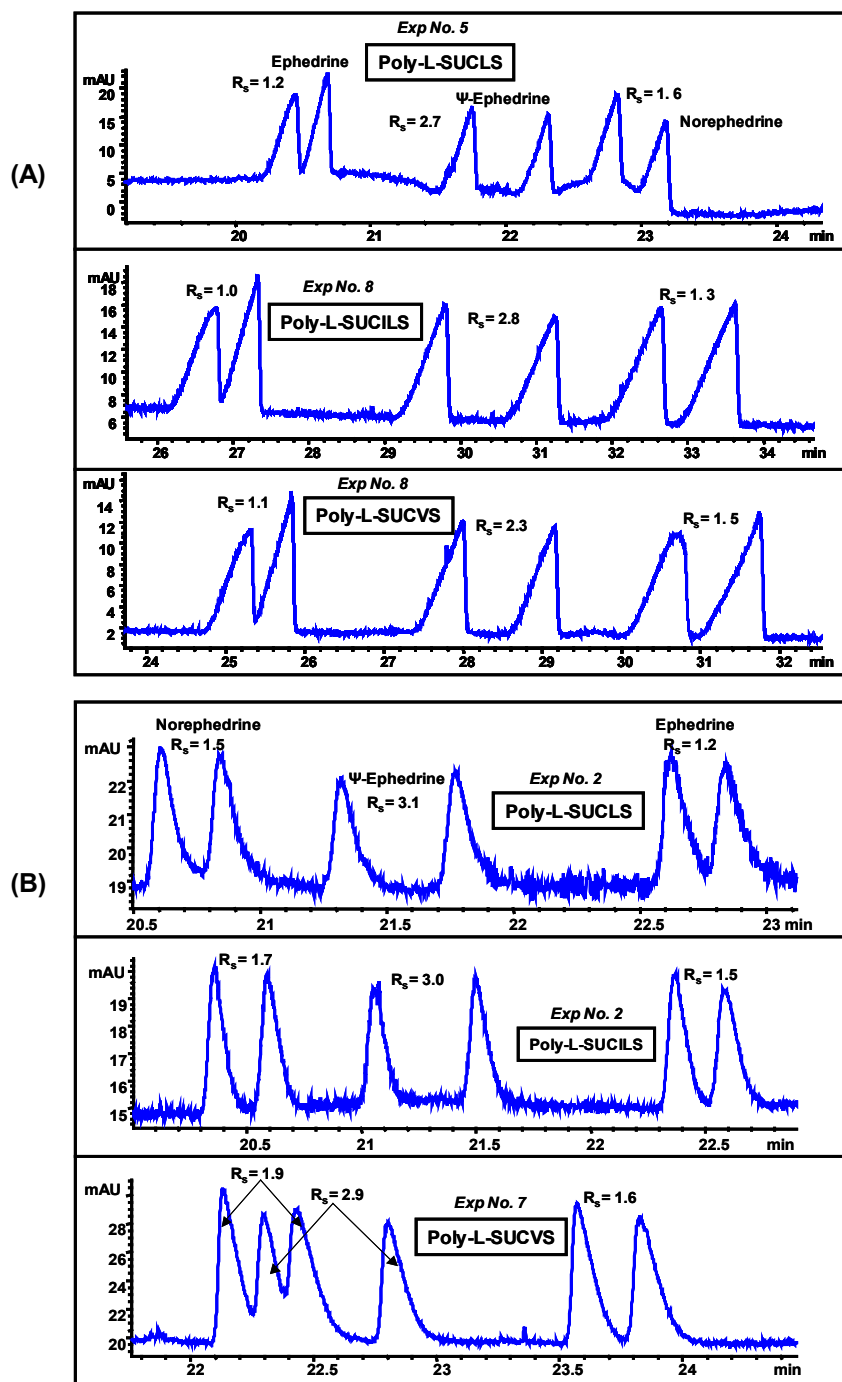 (A)
Exp No. 5
Poly-L-SUCLS
Ephedrine
mAU
Rs= 1.2
Ψ-Ephedrine
Rs= 2.7
Rs= 1. 6
Norephedrine
20
15
10
5
0
20 21 22 23 24
min
Exp No. 8
Poly-L-SUCILS
mAU
Rs= 1.0
Rs= 2.8
Rs= 1. 3
18
16
14
12
10
8
6
26 27 28 29 30 31 32 33 34
min
Exp No. 8
Poly-L-SUCVS
mAU
Rs= 1.1
Rs= 2.3
Rs= 1. 5
14
12
10
8
6
4
2
24 25 26 27 28 29 30 31 32
min
(B)
Norephedrine
Rs= 1.5
mAU
Ψ-Ephedrine
Rs= 3.1
Exp No. 2
Poly-L-SUCLS
Ephedrine
Rs= 1.2
22
21
20
19
20.5 21 21.5 22 22.5 23 min
Rs= 1.7
mAU
Rs= 3.0
Exp No. 2
Poly-L-SUCILS
Rs= 1.5
19
18
17
16
15
20.5 21 21.5 22 22.5 min
Rs= 1.9
mAU
Rs= 2.9
Exp No. 7
Poly-L-SUCVS
Rs= 1.6
28
26
24
22
20
22 22.5 23 23.5 24 min